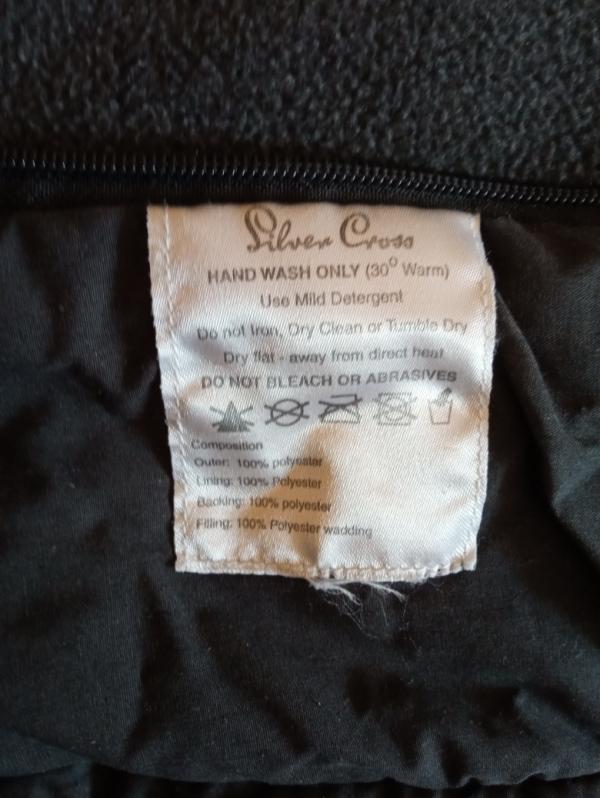 Silver Cross
HAND WASH ONLY (30° Warm)
Use Mild Detergent
Do not Iron, Dry Clean or Tumble Dry
Dry flat - away from direct heat
DO NOT BLEACH OR ABRASIVES
Composition
Outer: 100% polyester
Lining: 100% Polyester
Backing: 100% polyester
Filling: 100% Polyester wadding